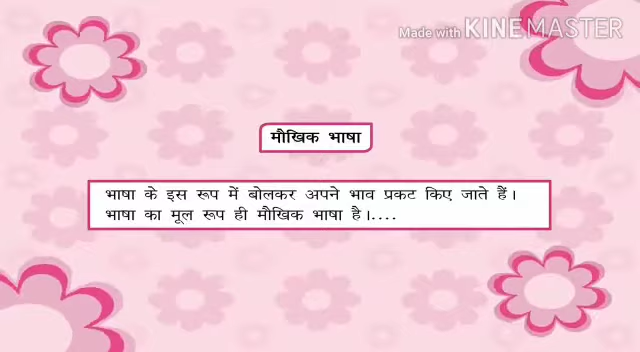 Made with KINEMASTER
मौखिक भाषा
भाषा के इस रूप में बोलकर अपने भाव प्रकट किए जाते हैं।
भाषा का मूल रूप ही मौखिक भाषा है।....